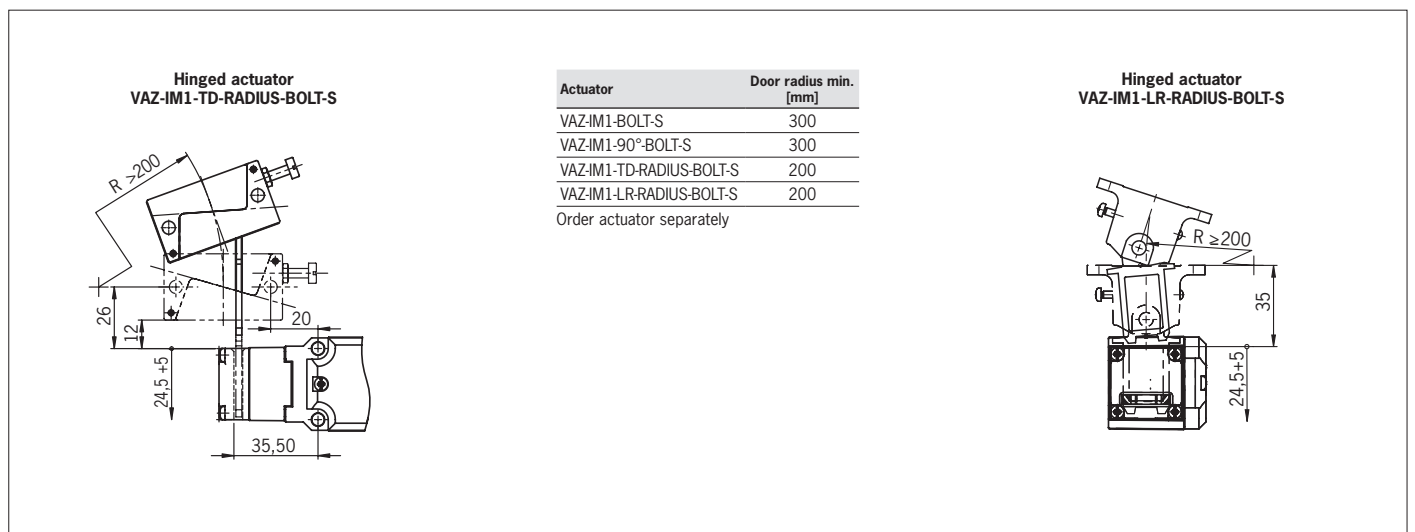 Hinged actuator
VAZ-IM1-TD-RADIUS-BOLT-S
R >200
26
12
20
24,5 +5
35,50
Actuator Door radius min. [mm]
VAZ-IM1-BOLT-S 300
VAZ-IM1-90°-BOLT-S 300
VAZ-IM1-TD-RADIUS-BOLT-S 200
VAZ-IM1-LR-RADIUS-BOLT-S 200
Order actuator separately
Hinged actuator
VAZ-IM1-LR-RADIUS-BOLT-S
R ≥200
35
24,5+5